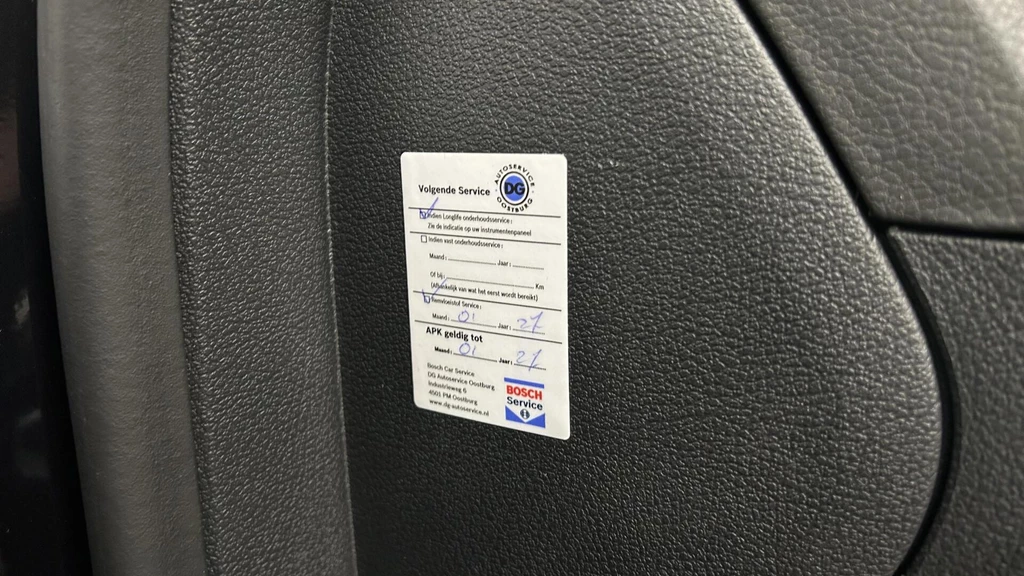 Volgende Service
AUTOSERVICE
DG
OOSTBURG
Indien Longlife onderhoudsservice:
Zie de indicatie op uw instrumentenpaneel
Indien vast onderhoudsservice:
Maand: Jaar:
Of bij: Km
(Afhankelijk van wat het eerst wordt bereikt)
Remvloeistof Service:
Maand: 01 Jaar: 27
APK geldig tot
Maand: 01 Jaar: 27
Bosch Car Service
DG Autoservice Oostburg
Industrieweg 6
4501 PM Oostburg
www.dg-autoservice.nl
BOSCH
Service